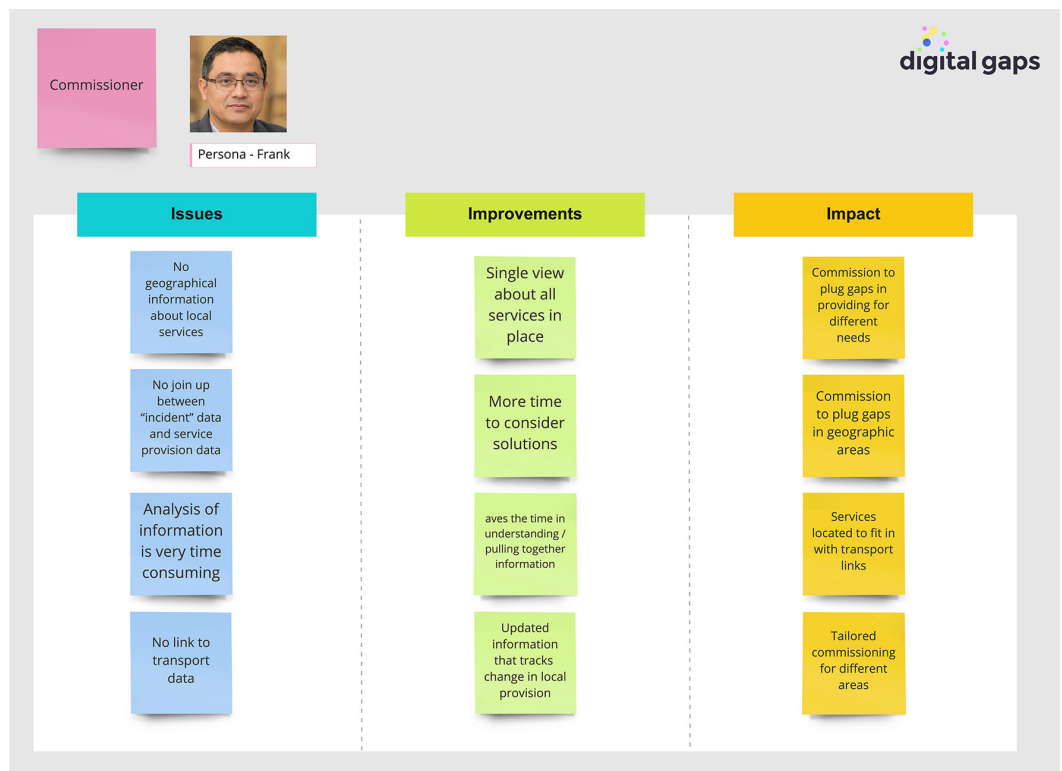 Commissioner
digital gaps
Persona - Frank
Issues
Improvements
Impact
No
geographical
information
about local
services
No join up
between
“incident” data
and service
provision data
Analysis of
information
is very time
consuming
No link to
transport
data
Single view
about all
services in
place
More time
to consider
solutions
aves the time in
understanding /
pulling together
information
Updated
information
that tracks
change in local
provision
Commission to
plug gaps in
providing for
different
needs
Commission
to plug gaps
in geographic
areas
Services
located to fit in
with transport
links
Tailored
commissioning
for different
areas